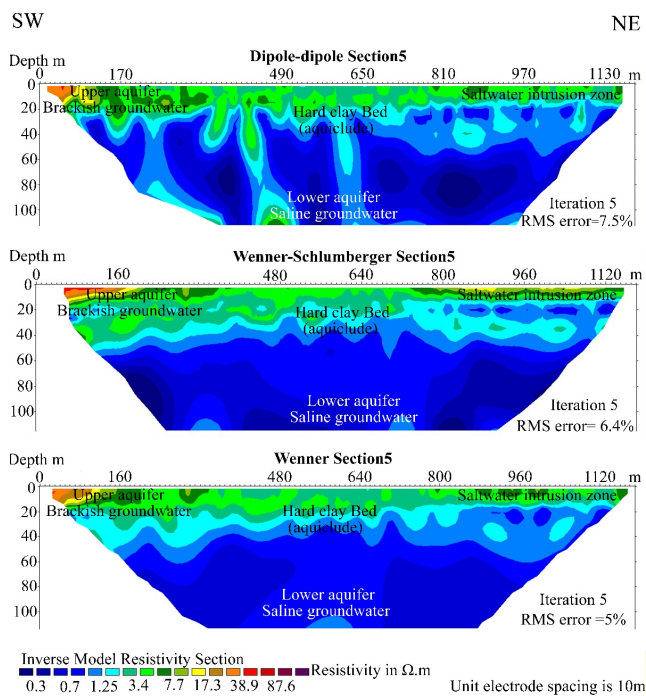 SW NE
Dipole-dipole Section5
Depth m
0 170 490 650 810 970 1130 m
0
20
40
60
80
100
Upper aquifer
Brackish groundwater
Hard clay Bed
(aquiclude)
Saltwater intrusion zone
Lower aquifer
Saline groundwater
Iteration 5
RMS error=7.5%
Wenner-Schlumberger Section5
Depth m
0 160 480 640 800 960 1120 m
0
20
40
60
80
100
Upper aquifer
Brackish groundwater
Hard clay Bed
(aquiclude)
Saltwater intrusion zone
Lower aquifer
Saline groundwater
Iteration 5
RMS error= 6.4%
Wenner Section5
Depth m
0 160 480 640 800 960 1120 m
0
20
40
60
80
100
Upper aquifer
Brackish groundwater
Hard clay Bed
(aquiclude)
Saltwater intrusion zone
Lower aquifer
Saline groundwater
Iteration 5
RMS error =5%
Inverse Model Resistivity Section
Resistivity in Ω.m
0.3 0.7 1.25 3.4 7.7 17.3 38.9 87.6
Unit electrode spacing is 10m